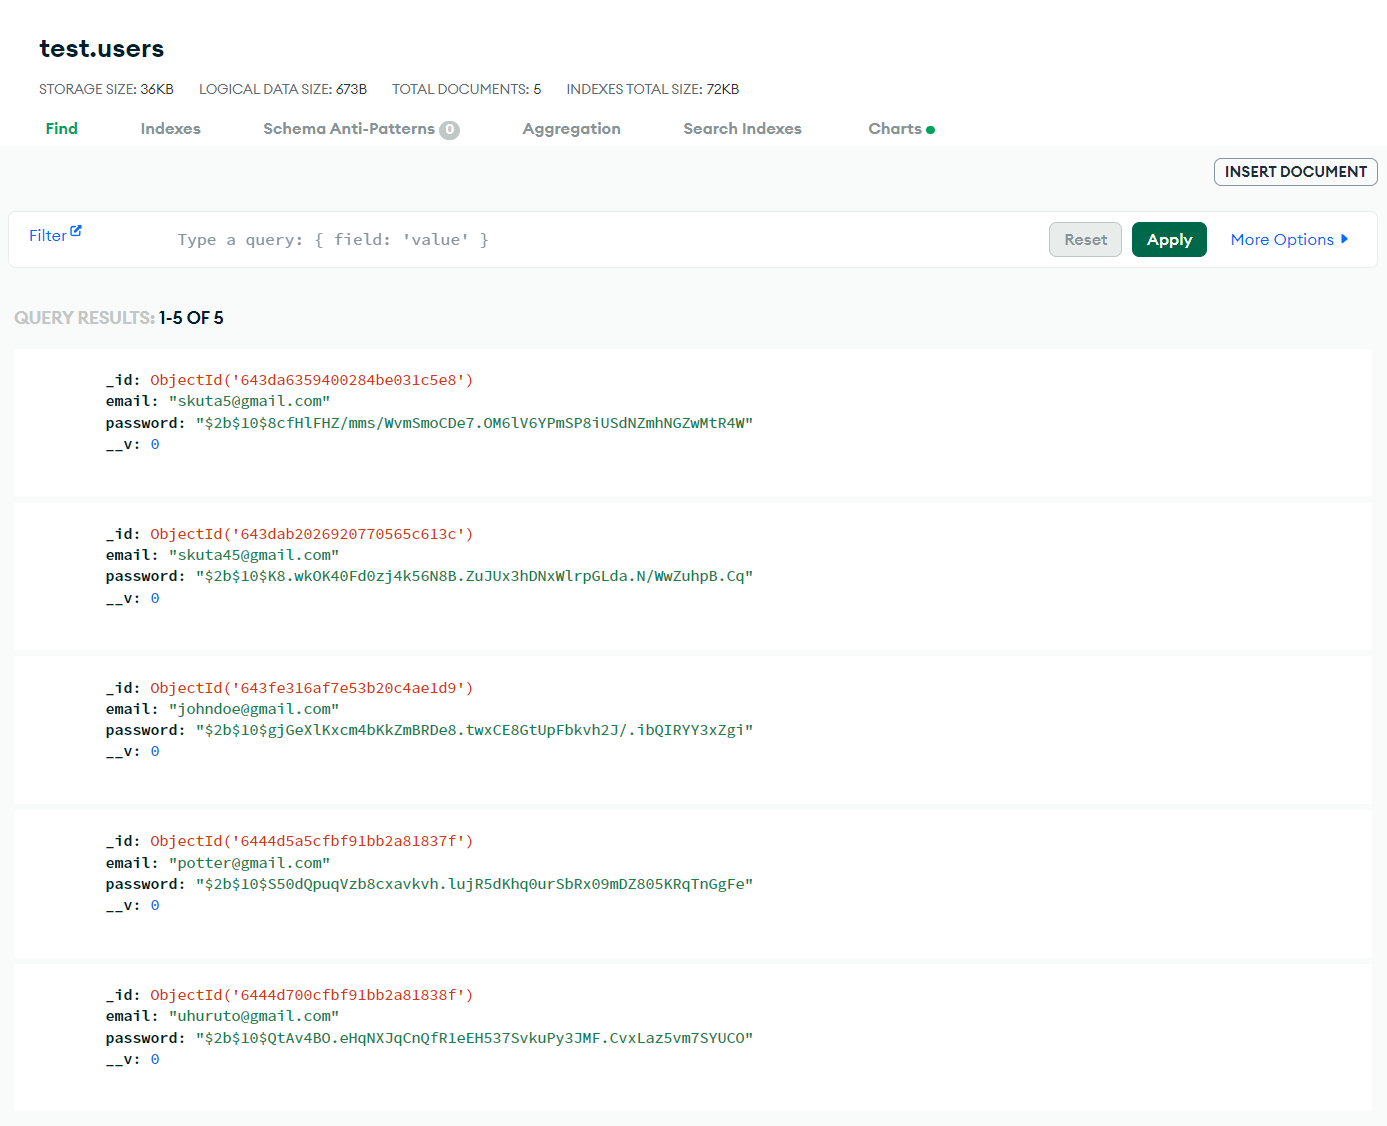 test.users
STORAGE SIZE: 36KB LOGICAL DATA SIZE: 673B TOTAL DOCUMENTS: 5 INDEXES TOTAL SIZE: 72KB
Find Indexes Schema Anti-Patterns 0 Aggregation Search Indexes Charts
INSERT DOCUMENT
Filter Type a query: { field: 'value' } Reset Apply More Options
QUERY RESULTS: 1-5 OF 5
_id: ObjectId('643da6359400284be031c5e8')
email: "skuta5@gmail.com"
password: "$2b$10$8cfHlFHZ/mms/WvmSmoCDe7.OM6lV6YPmSP8iUSdNZmhNGZwMtR4W"
__v: 0
_id: ObjectId('643dab2026920770565c613c')
email: "skuta45@gmail.com"
password: "$2b$10$K8.wkOK40Fd0zj4k56N8B.ZuJUx3hDNxWlrpGLda.N/WwZuhpB.Cq"
__v: 0
_id: ObjectId('643fe316af7e53b20c4ae1d9')
email: "johndoe@gmail.com"
password: "$2b$10$gjGeXlKxcm4bKkZmBRDe8.twxCE8GtUpFbkvh2J/.ibQIRYY3xZgi"
__v: 0
_id: ObjectId('6444d5a5cfbf91bb2a81837f')
email: "potter@gmail.com"
password: "$2b$10$S50dQpuqVzb8cxavkvh.lujR5dKhq0urSbRx09mDZ805KRqTnGgFe"
__v: 0
_id: ObjectId('6444d700cfbf91bb2a81838f')
email: "uhuruto@gmail.com"
password: "$2b$10$QtAv4BO.eHqNXJqCnQfR1eEH537SvkuPy3JMF.CvxLaz5vm7SYUCO"
__v: 0